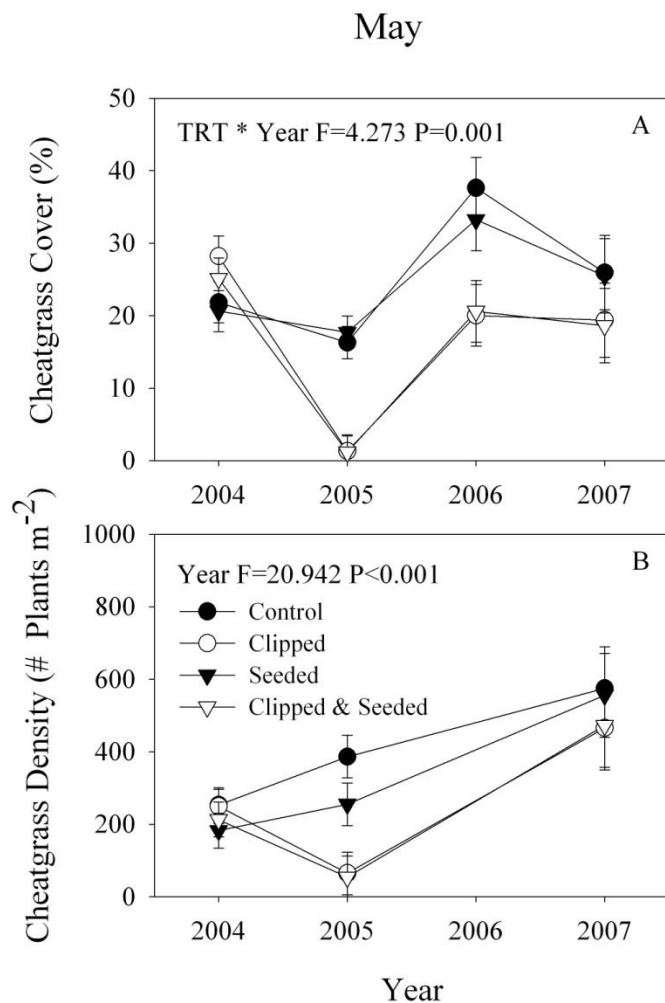 May
50
TRT * Year F=4.273 P=0.001
A
40
30
20
10
0
Cheatgrass Cover (%)
2004 2005 2006 2007
1000
B
Year F=20.942 P<0.001
800
Control
Clipped
600
Seeded
Clipped & Seeded
400
200
0
Cheatgrass Density (# Plants m⁻²)
2004 2005 2006 2007
Year